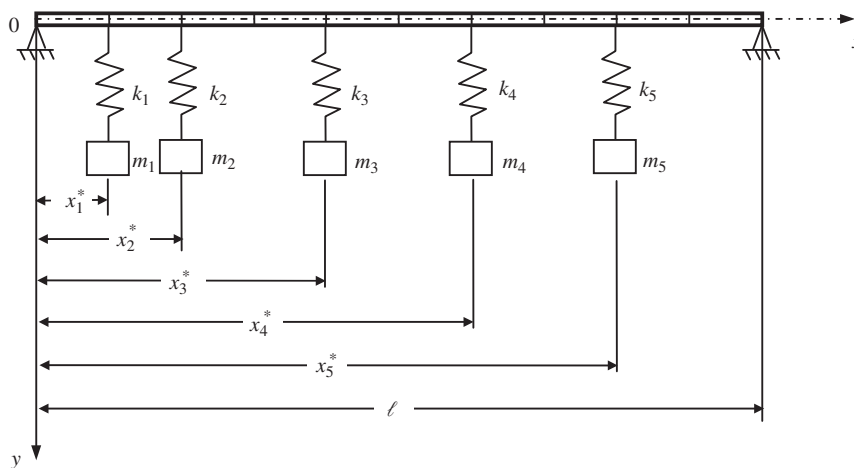 0
k₁ k₂ k₃ k₄ k₅
m₁ m₂ m₃ m₄ m₅
x₁*
x₂*
x₃*
x₄*
x₅*
ℓ
y